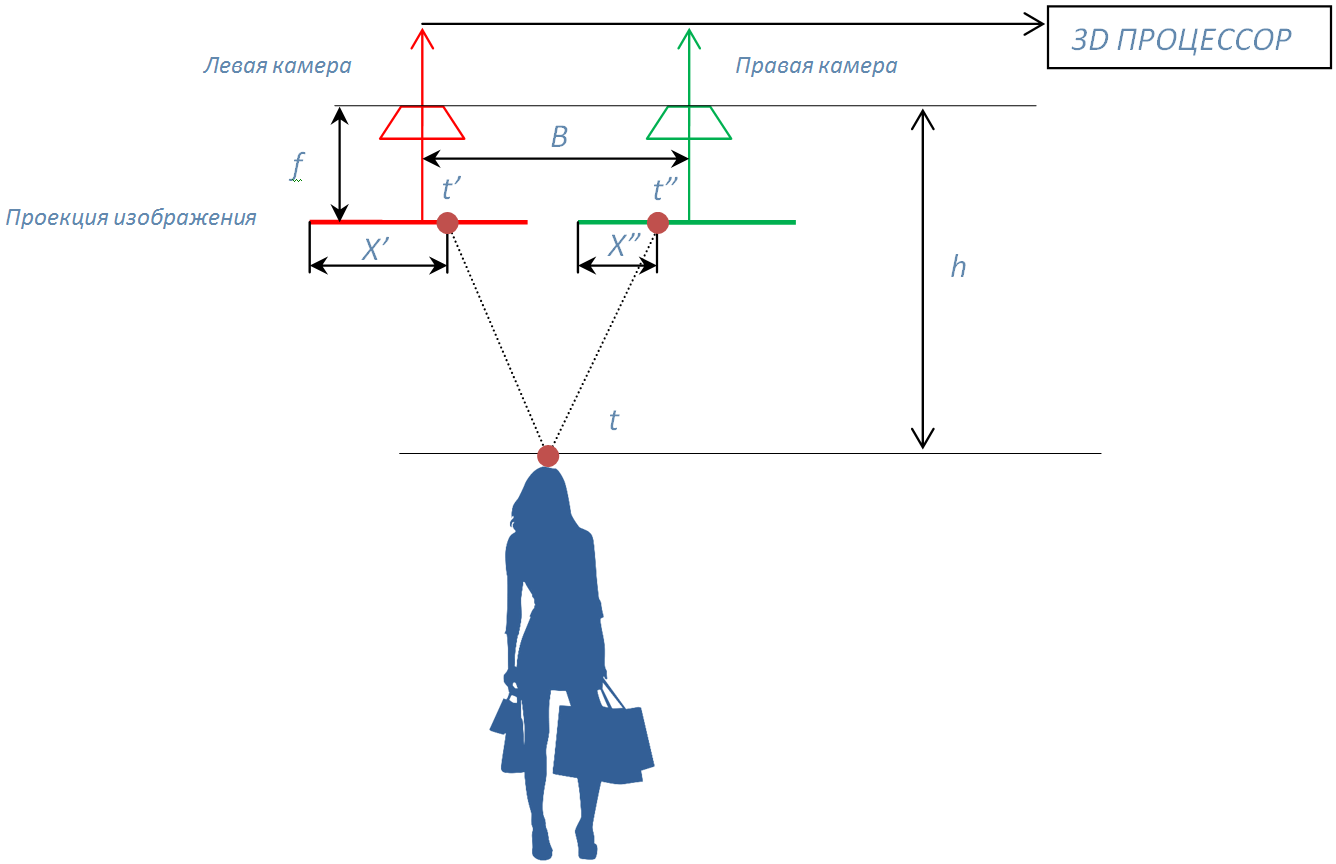 3D ПРОЦЕССОР
Левая камера
Правая камера
B
f
t’
t”
Проекция изображения
X’
X”
h
t